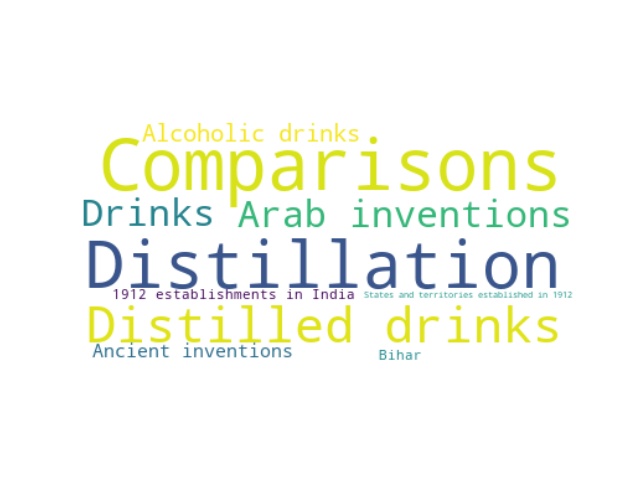 Alcoholic drinks
Comparisons
Drinks
Arab inventions
Distillation
1912 establishments in India
States and territories established in 1912
Distilled drinks
Ancient inventions
Bihar